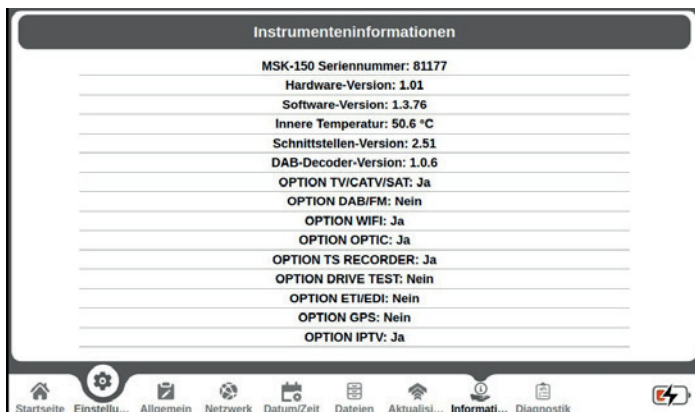 Instrumenteninformationen
MSK-150 Seriennummer: 81177
Hardware-Version: 1.01
Software-Version: 1.3.76
Innere Temperatur: 50.6 °C
Schnittstellen-Version: 2.51
DAB-Decoder-Version: 1.0.6
OPTION TV/CATV/SAT: Ja
OPTION DAB/FM: Nein
OPTION WIFI: Ja
OPTION OPTIC: Ja
OPTION TS RECORDER: Ja
OPTION DRIVE TEST: Nein
OPTION ETI/EDI: Nein
OPTION GPS: Nein
OPTION IPTV: Ja
Startseite Einstellu... Allgemein Netzwerk Datum/Zeit Dateien Aktualisi... Informati... Diagnostik